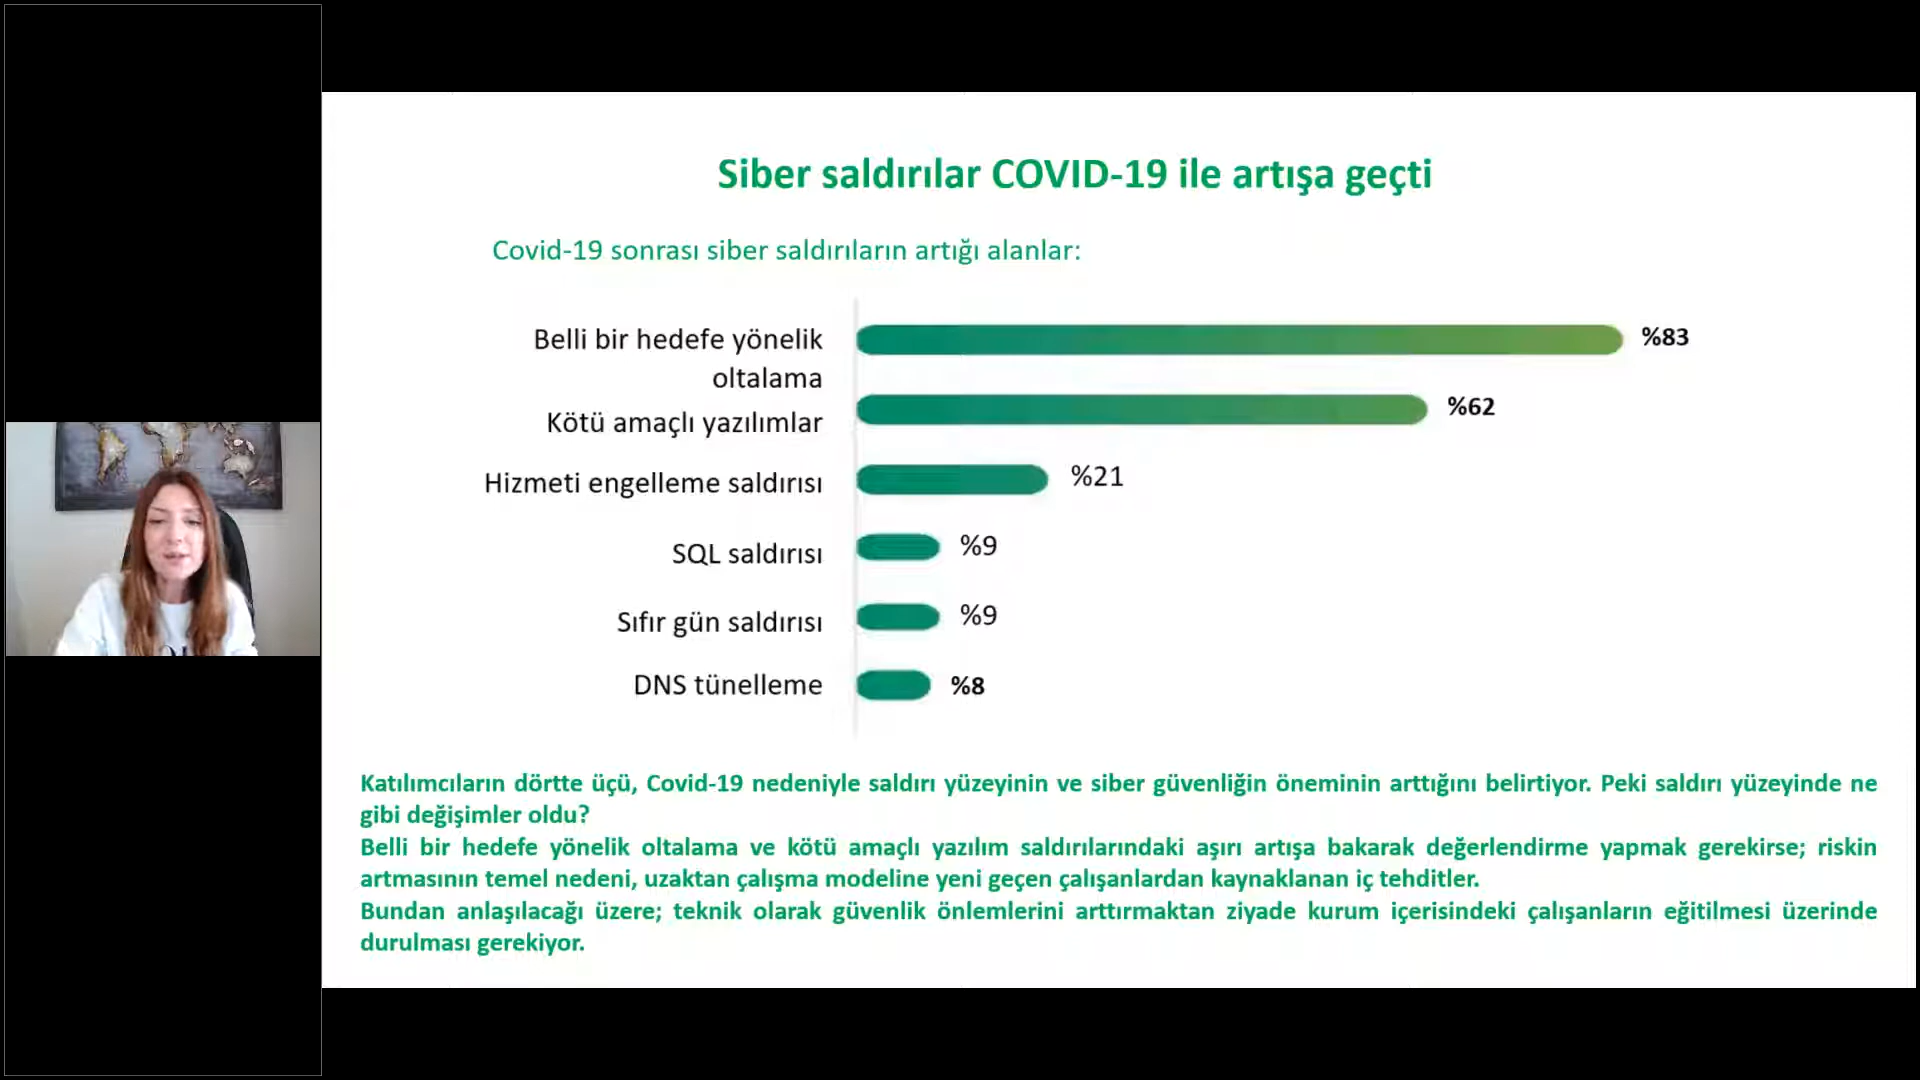 Siber saldırılar COVID-19 ile artışa geçti
Covid-19 sonrası siber saldırıların artığı alanlar:
Belli bir hedefe yönelik
oltalama
%83
Kötü amaçlı yazılımlar
%62
Hizmeti engelleme saldırısı
%21
SQL saldırısı
%9
Sıfır gün saldırısı
%9
DNS tünelleme
%8
Katılımcıların dörtte üçü, Covid-19 nedeniyle saldırı yüzeyinin ve siber güvenliğin öneminin arttığını belirtiyor. Peki saldırı yüzeyinde ne
gibi değişimler oldu?
Belli bir hedefe yönelik oltalama ve kötü amaçlı yazılım saldırılarındaki aşırı artışa bakarak değerlendirme yapmak gerekirse; riskin
artmasının temel nedeni, uzaktan çalışma modeline yeni geçen çalışanlardan kaynaklanan iç tehditler.
Bundan anlaşılacağı üzere; teknik olarak güvenlik önlemlerini arttırmaktan ziyade kurum içerisindeki çalışanların eğitilmesi üzerinde
durulması gerekiyor.